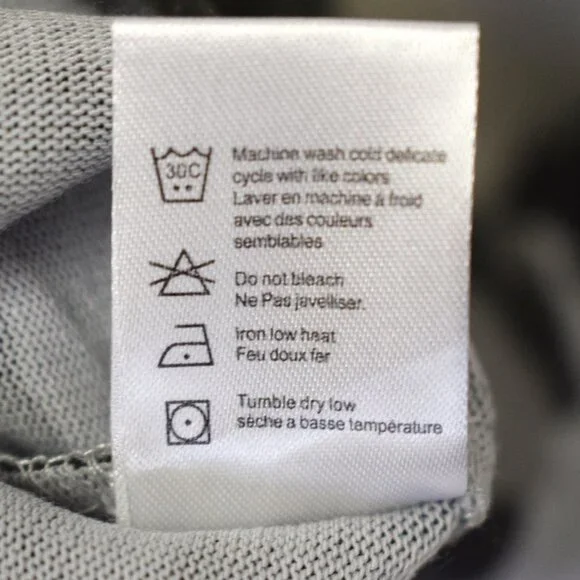 30C
Machine wash cold delicate
cycle with like colors
Laver en machine à froid
avec des couleurs
semblables
Do not bleach
Ne Pas javelliser.
Iron low heat
Feu doux fer
Tumble dry low
sèche a basse température